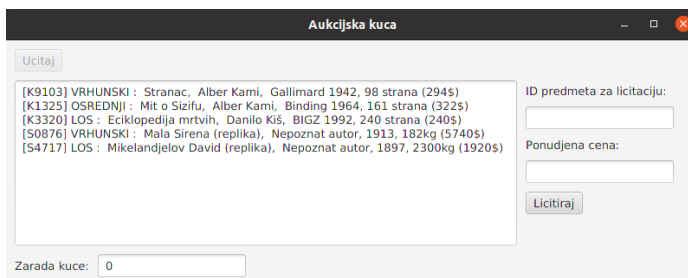 Aukcijska kuca
Ucitaj
[K9103] VRHUNSKI : Stranac, Alber Kami, Gallimard 1942, 98 strana (294$)
[K1325] OSREDNJI : Mit o Sizifu, Alber Kami, Binding 1964, 161 strana (322$)
[K3320] LOS : Eciklopedija mrtvih, Danilo Kiš, BIGZ 1992, 240 strana (240$)
[S0876] VRHUNSKI : Mala Sirena (replika), Nepoznat autor, 1913, 182kg (5740$)
[S4717] LOS : Mikelandjelov David (replika), Nepoznat autor, 1897, 2300kg (1920$)
ID predmeta za licitaciju:
Ponudjena cena:
Licitiraj
Zarada kuce: 0